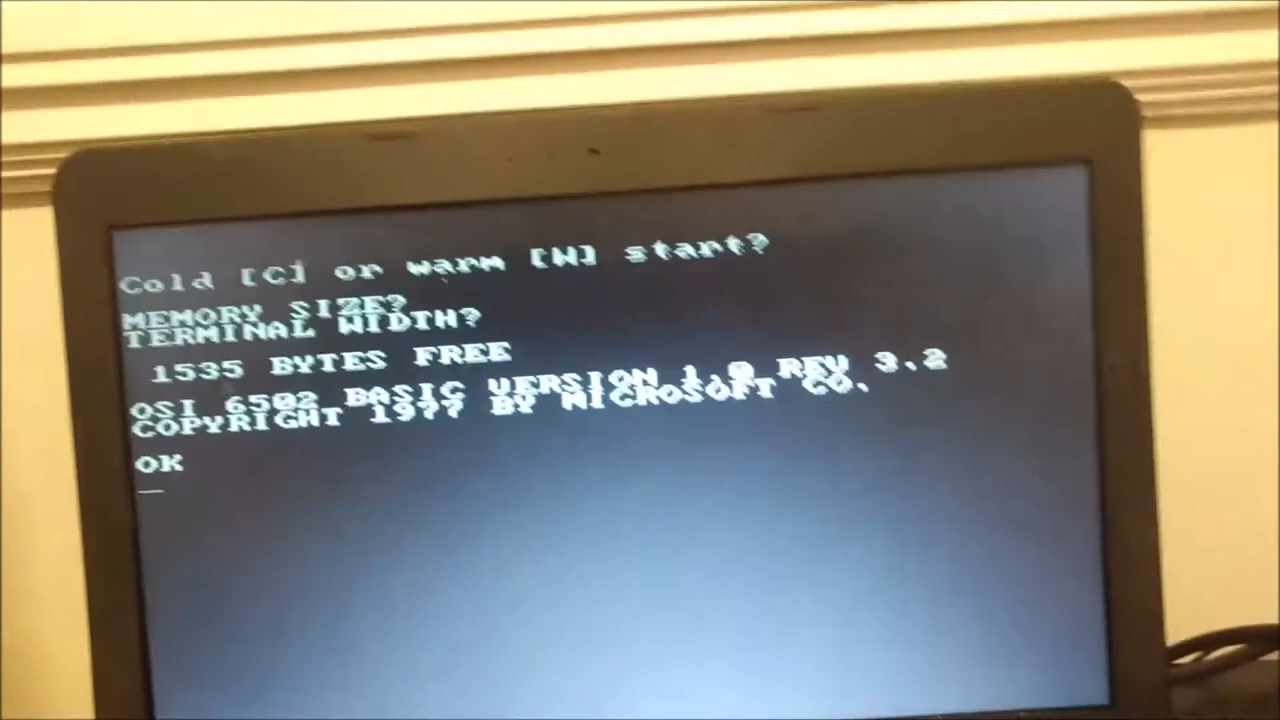 Cold [C] or warm [W] start?
MEMORY SIZE?
TERMINAL WIDTH?
1535 BYTES FREE
OSI 6502 BASIC VERSION 1.0 REV 3.2
COPYRIGHT 1977 BY MICROSOFT CO.
OK